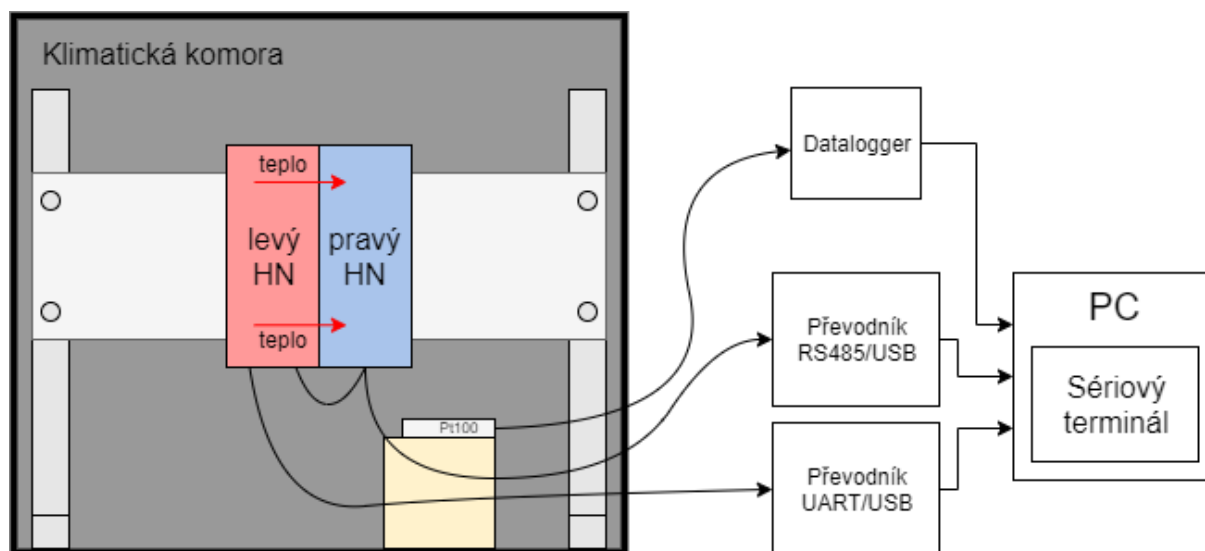 Klimatická komora
teplo
levý
HN
pravý
HN
teplo
Pt100
Datalogger
Převodník
RS485/USB
Převodník
UART/USB
PC
Sériový
terminál